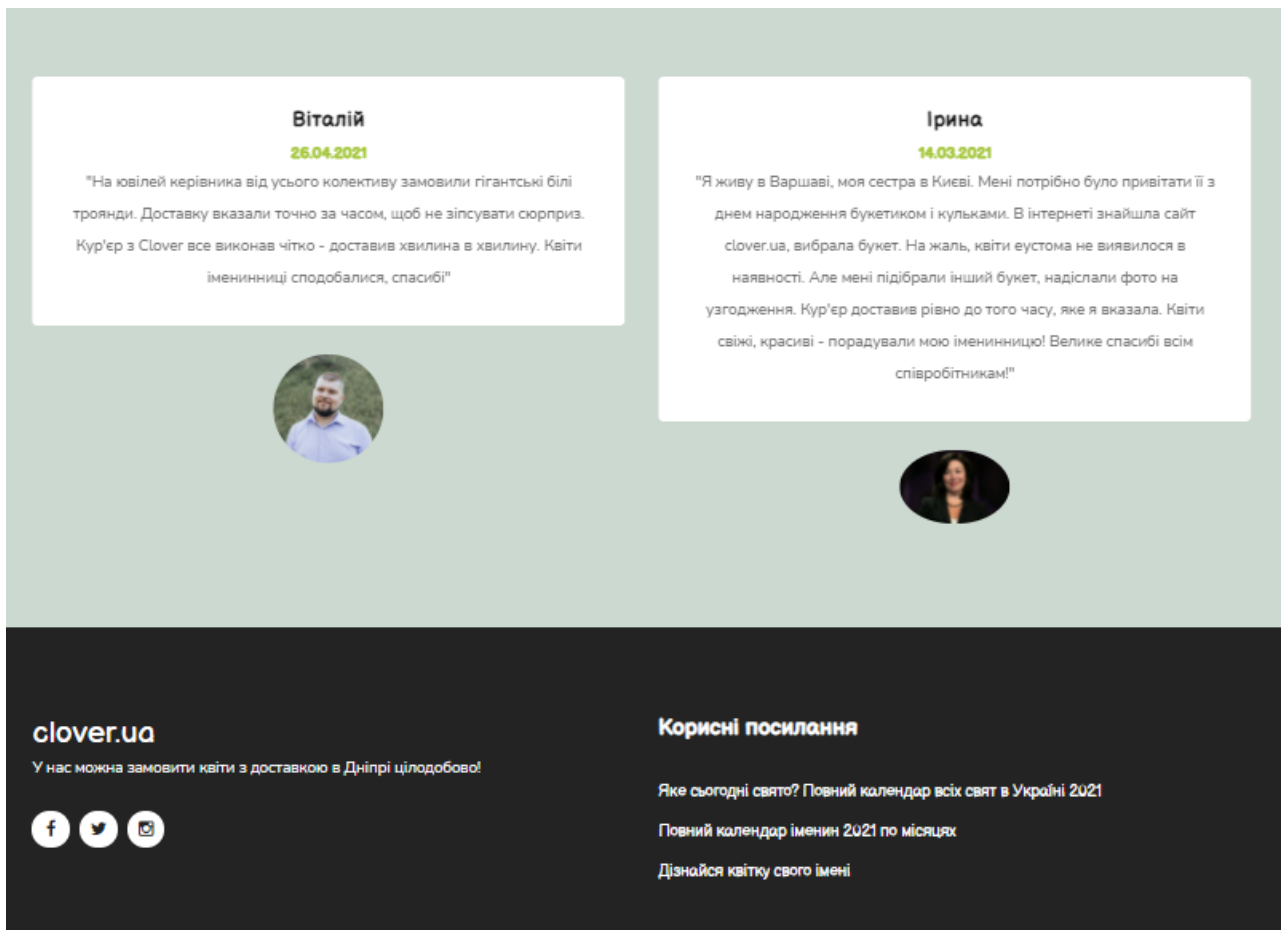 Віталій
26.04.2021
"На ювілей керівника від усього колективу замовили гігантські білі
троянди. Доставку вказали точно за часом, щоб не зіпсувати сюрприз.
Кур'єр з Clover все виконав чітко - доставив хвилина в хвилину. Квіти
іменинниці сподобалися, спасибі"
Ірина
14.03.2021
"Я живу в Варшаві, моя сестра в Києві. Мені потрібно було привітати її з
днем народження букетиком і кульками. В інтернеті знайшла сайт
clover.ua, вибрала букет. На жаль, квіти еустома не виявилося в
наявності. Але мені підібрали інший букет, надіслали фото на
узгодження. Кур'єр доставив рівно до того часу, яке я вказала. Квіти
свіжі, красиві - порадували мою іменинницю! Велике спасибі всім
співробітникам!"
clover.ua
У нас можна замовити квіти з доставкою в Дніпрі цілодобово!
Корисні посилання
Яке сьогодні свято? Повний календар всіх свят в Україні 2021
Повний календар іменин 2021 по місяцях
Дізнайся квітку свого імені